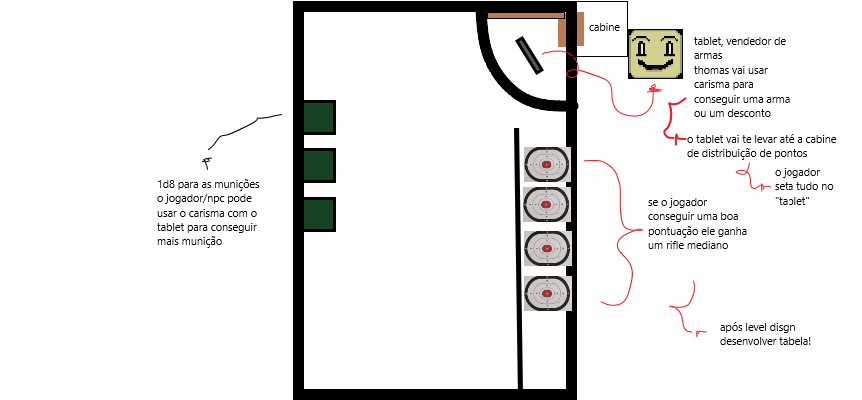 cabine
tablet, vendedor de
armas
thomas vai usar
carisma para
conseguir uma arma
ou um desconto
o tablet vai te levar até a cabine
de distribuição de pontos
o jogador
seta tudo no
"tablet"
1d8 para as munições
o jogador/npc pode
usar o carisma com o
tablet para conseguir
mais munição
se o jogador
conseguir uma boa
pontuação ele ganha
um rifle mediano
após level disgn
desenvolver tabela!